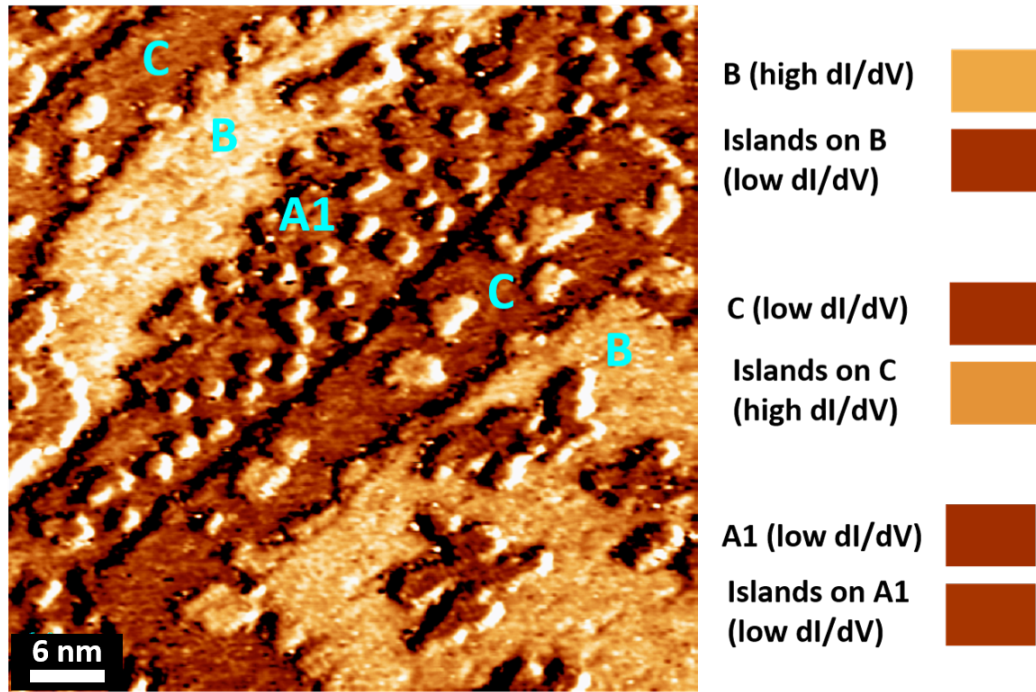 C
B
A1
C
B
6 nm
B (high dI/dV)
Islands on B
(low dI/dV)
C (low dI/dV)
Islands on C
(high dI/dV)
A1 (low dI/dV)
Islands on A1
(low dI/dV)